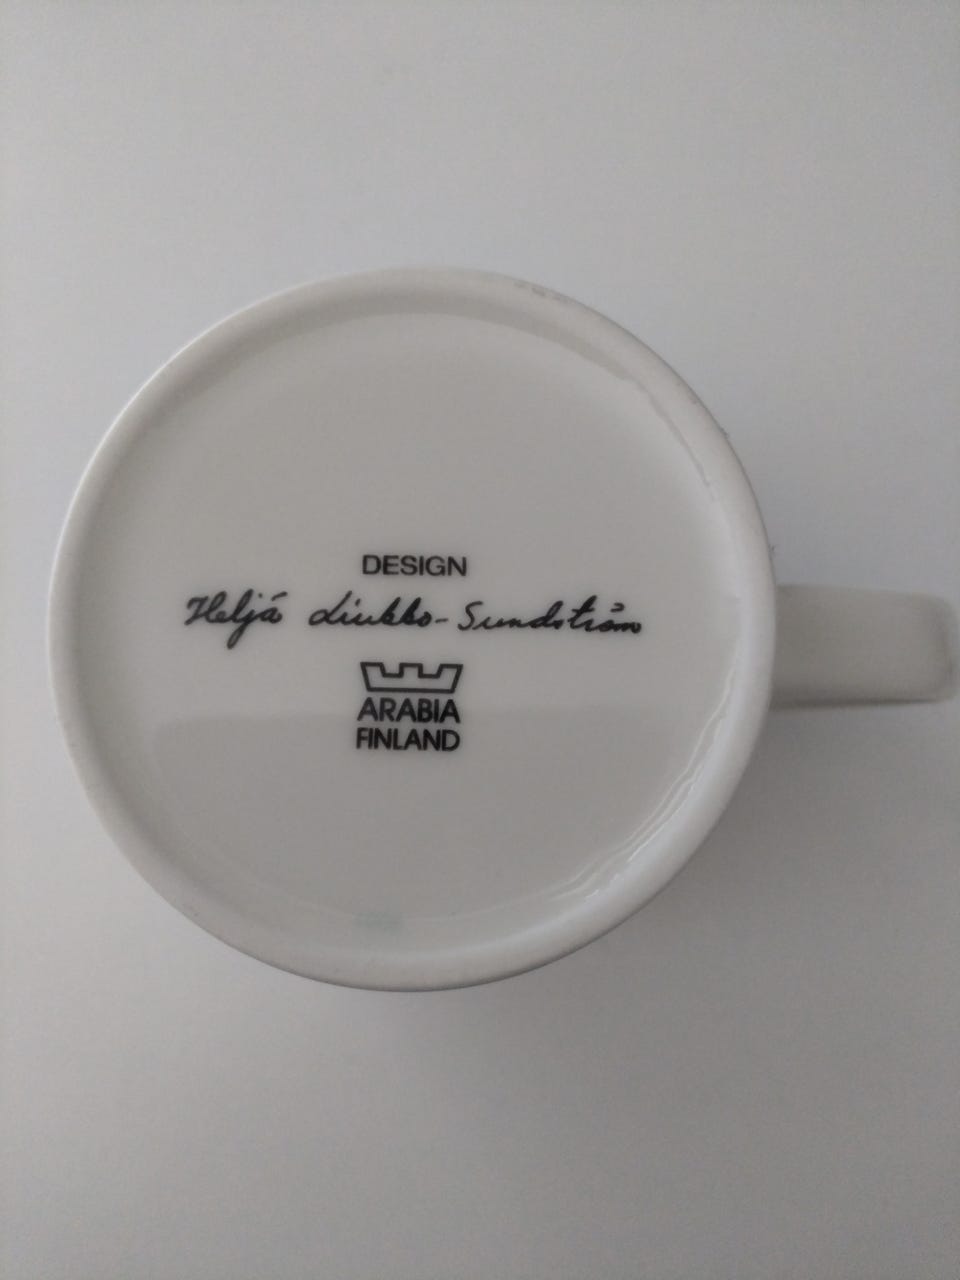 DESIGN
Heljä Liukko-Sundström
ARABIA
FINLAND